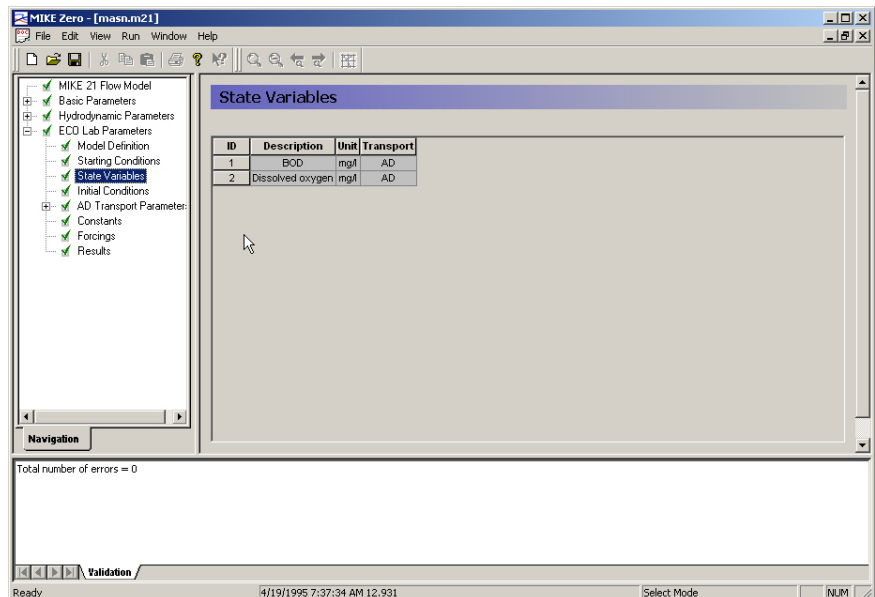 MIKE Zero - [masn.m21]
File Edit View Run Window Help
MIKE 21 Flow Model
Basic Parameters
Hydrodynamic Parameters
ECO Lab Parameters
Model Definition
Starting Conditions
State Variables
Initial Conditions
AD Transport Parameter
Constants
Forcings
Results
Navigation
State Variables
ID Description Unit Transport
1 BOD mg/l AD
2 Dissolved oxygen mg/l AD
Total number of errors = 0
Validation
Ready 4/19/1995 7:37:34 AM 12.931 Select Mode NUM